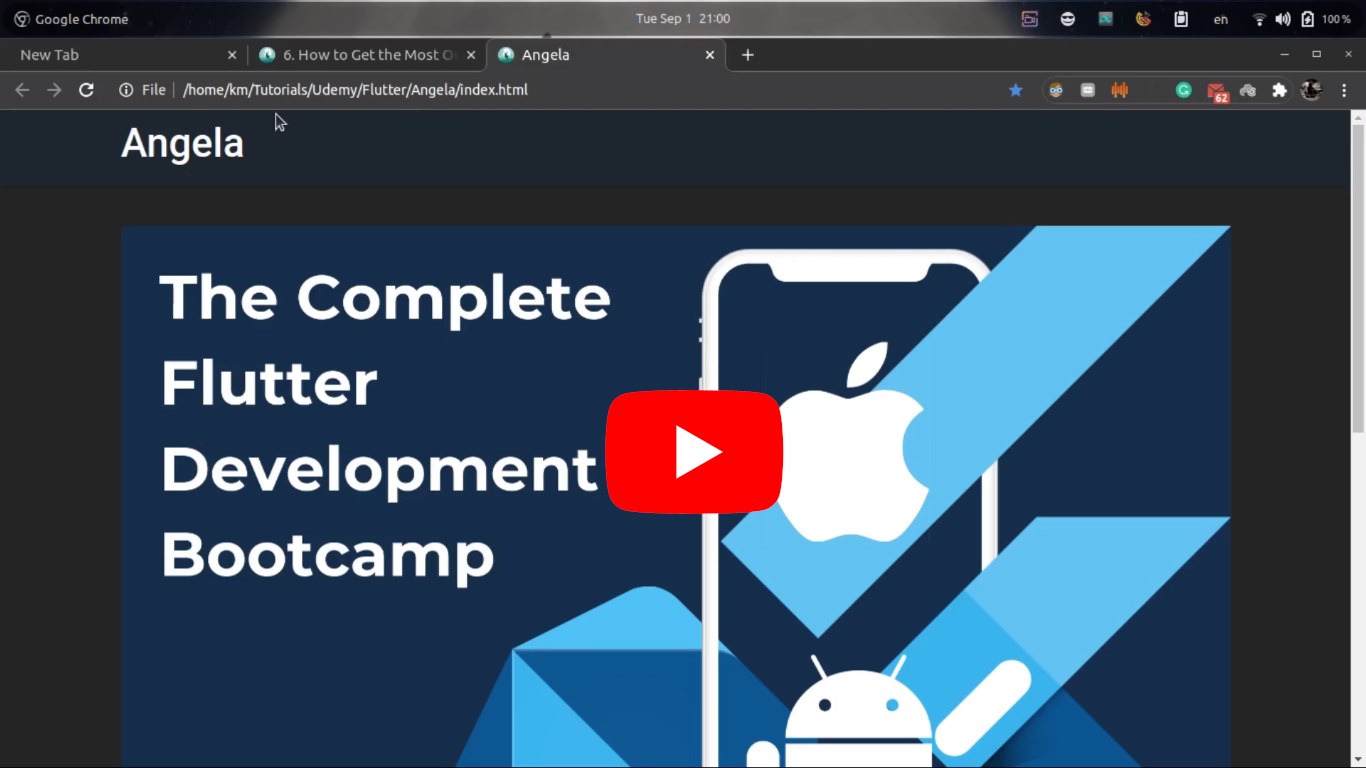 Google Chrome
Tue Sep 1 21:00
en
100 %
New Tab
6. How to Get the Most O
Angela
File
/home/km/Tutorials/Udemy/Flutter/Angela/index.html
62
Angela
The Complete
Flutter
Development
Bootcamp